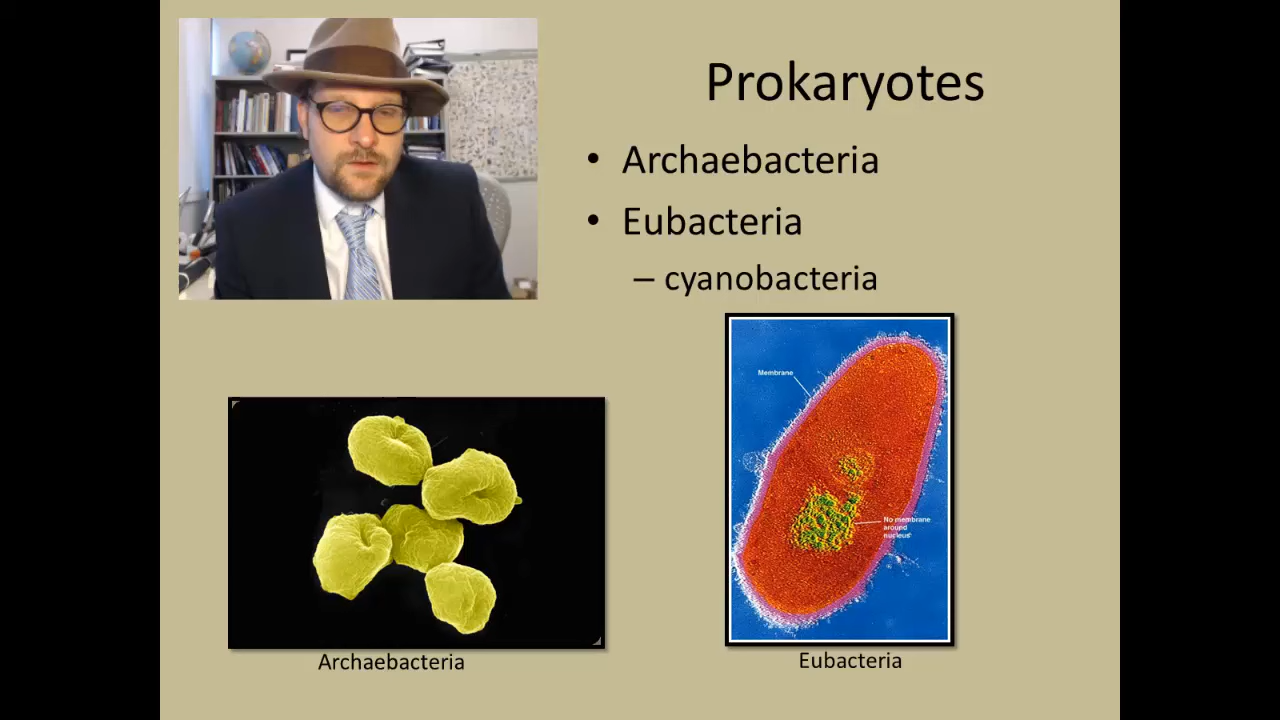 Prokaryotes
• Archaebacteria
• Eubacteria
– cyanobacteria
Membrane
No membrane
around
nucleus
Archaebacteria
Eubacteria